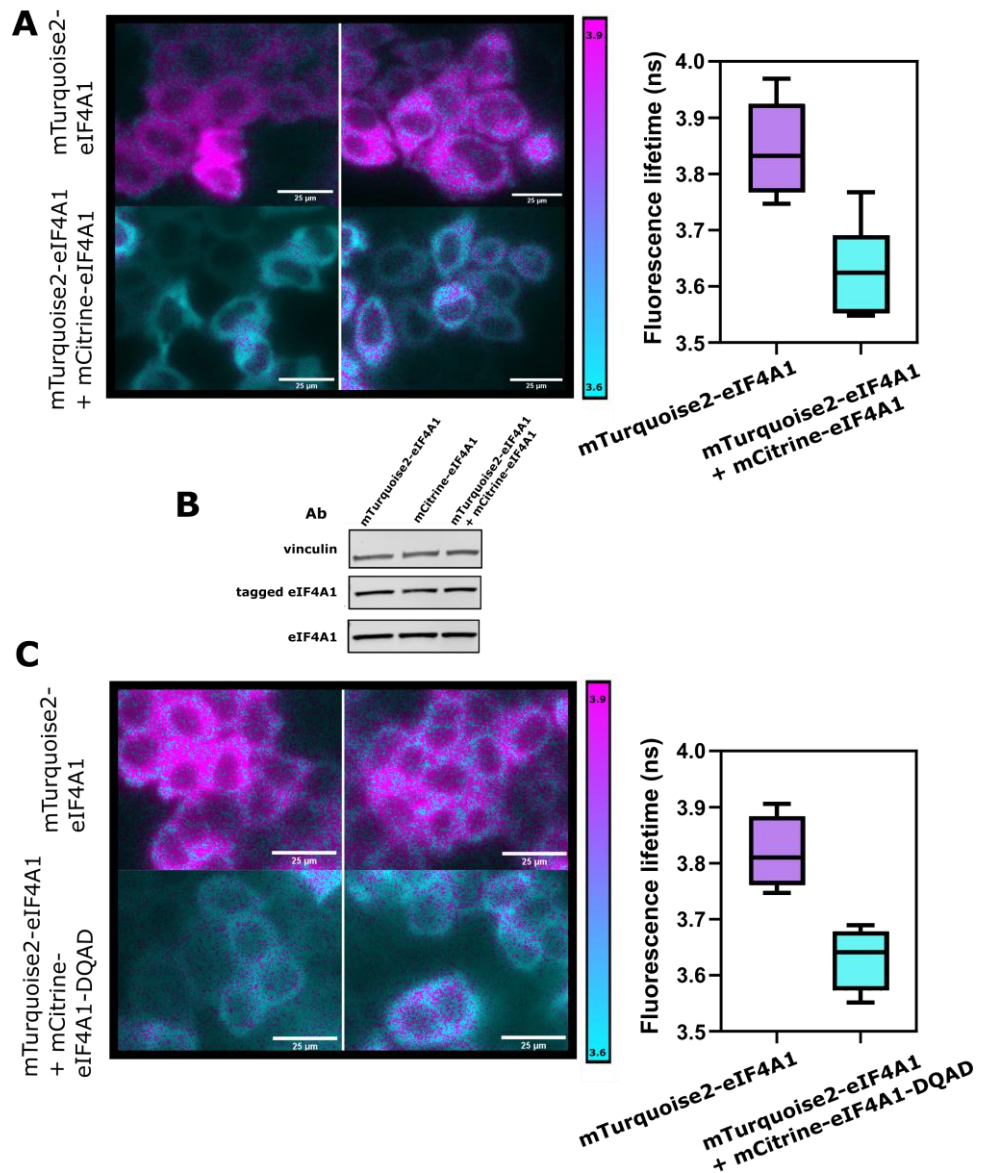 A
mTurquoise2-
eIF4A1
mTurquoise2-eIF4A1
+ mCitrine-eIF4A1
25 µm
25 µm
25 µm
25 µm
3.9
3.6
Fluorescence lifetime (ns)
4.0
3.9
3.8
3.7
3.6
3.5
mTurquoise2-eIF4A1
mTurquoise2-eIF4A1
+ mCitrine-eIF4A1
B
Ab
mTurquoise2-eIF4A1
mCitrine-eIF4A1
mTurquoise2-eIF4A1
+ mCitrine-eIF4A1
vinculin
tagged eIF4A1
eIF4A1
C
mTurquoise2-
eIF4A1
mTurquoise2-eIF4A1
+ mCitrine-
eIF4A1-DQAD
25 µm
25 µm
25 µm
25 µm
3.9
3.6
Fluorescence lifetime (ns)
4.0
3.9
3.8
3.7
3.6
3.5
mTurquoise2-eIF4A1
mTurquoise2-eIF4A1
+ mCitrine-eIF4A1-DQAD